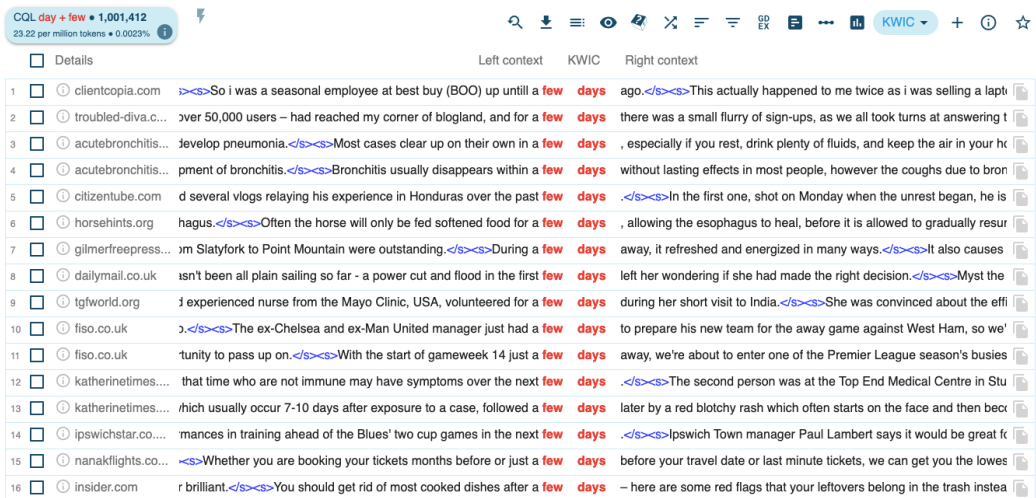 CQL day + few • 1,001,412
23.22 per million tokens • 0.0023%
GD EX
KWIC
Details Left context KWIC Right context
1 clientcopia.com s><s>So i was a seasonal employee at best buy (BOO) up untill a few days ago.</s><s>This actually happened to me twice as i was selling a lapt
2 troubled-diva.c... over 50,000 users – had reached my corner of blogland, and for a few days there was a small flurry of sign-ups, as we all took turns at answering t
3 acutebronchitis... develop pneumonia.</s><s>Most cases clear up on their own in a few days , especially if you rest, drink plenty of fluids, and keep the air in your ho
4 acutebronchitis... pment of bronchitis.</s><s>Bronchitis usually disappears within a few days without lasting effects in most people, however the coughs due to bron
5 citizentube.com d several vlogs relaying his experience in Honduras over the past few days .</s><s>In the first one, shot on Monday when the unrest began, he is
6 horsehints.org hagus.</s><s>Often the horse will only be fed softened food for a few days , allowing the esophagus to heal, before it is allowed to gradually resur
7 gilmerfreepress... om Slatyfork to Point Mountain were outstanding.</s><s>During a few days away, it refreshed and energized in many ways.</s><s>It also causes
8 dailymail.co.uk asn't been all plain sailing so far - a power cut and flood in the first few days left her wondering if she had made the right decision.</s><s>Myst the
9 tgfworld.org d experienced nurse from the Mayo Clinic, USA, volunteered for a few days during her short visit to India.</s><s>She was convinced about the effi
10 fiso.co.uk o.</s><s>The ex-Chelsea and ex-Man United manager just had a few days to prepare his new team for the away game against West Ham, so we'
11 fiso.co.uk rtunity to pass up on.</s><s>With the start of gameweek 14 just a few days away, we're about to enter one of the Premier League season's busies
12 katherinetimes.... that time who are not immune may have symptoms over the next few days .</s><s>The second person was at the Top End Medical Centre in Stu
13 katherinetimes.... which usually occur 7-10 days after exposure to a case, followed a few days later by a red blotchy rash which often starts on the face and then beco
14 ipswichstar.co.... mances in training ahead of the Blues' two cup games in the next few days .</s><s>Ipswich Town manager Paul Lambert says it would be great fo
15 nanakflights.co... <s>Whether you are booking your tickets months before or just a few days before your travel date or last minute tickets, we can get you the lowes
16 insider.com r brilliant.</s><s>You should get rid of most cooked dishes after a few days – here are some red flags that your leftovers belong in the trash instea